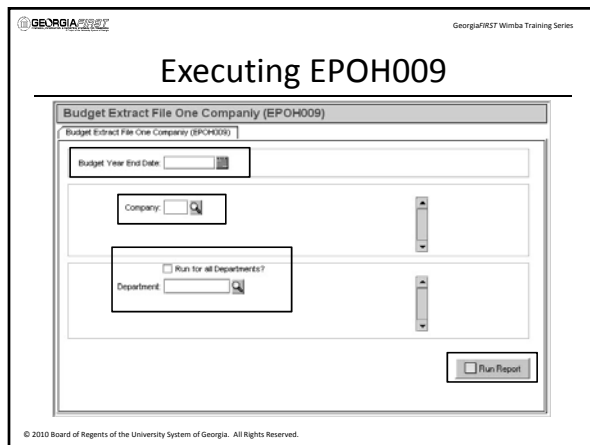 GEORGIAFIRST
GeorgiaFIRST Wimba Training Series
Executing EPOH009
Budget Extract File One Companiy (EPOH009)
Budget Extract File One Companiy (EPOH009)
Budget Year End Date:
Company:
Run for all Departments?
Department:
Run Report
© 2010 Board of Regents of the University System of Georgia. All Rights Reserved.